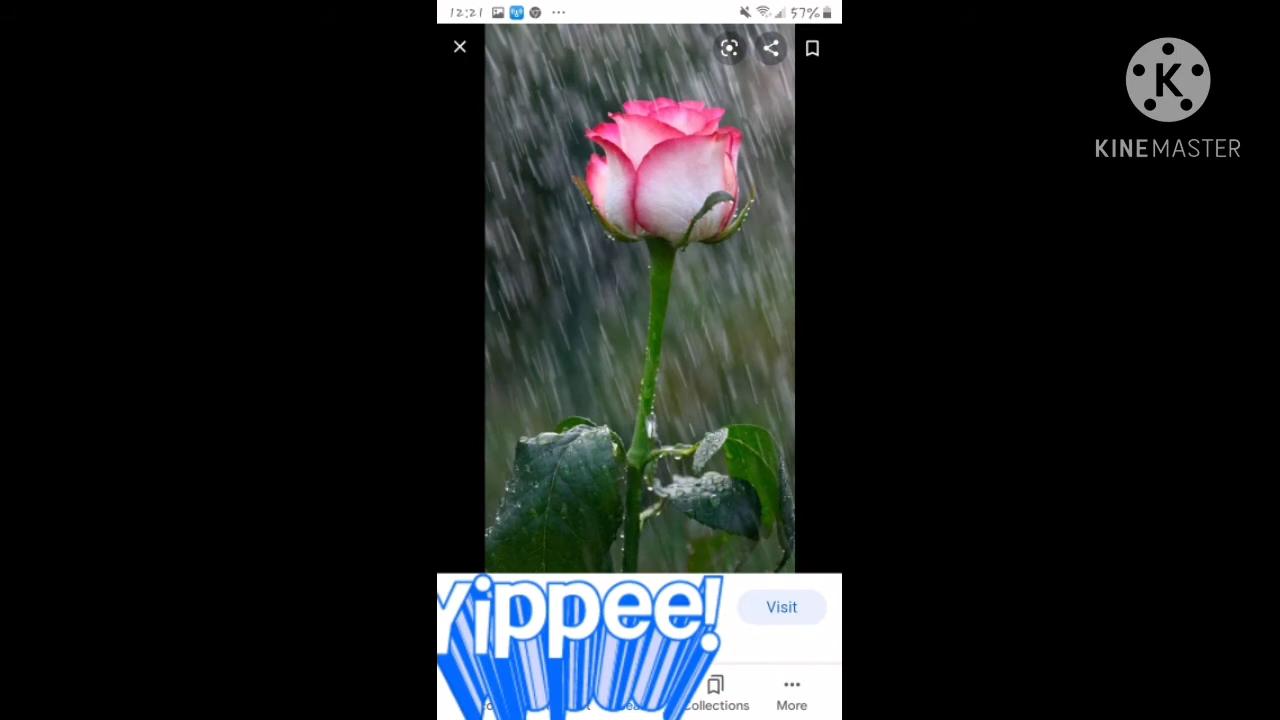 12:21
57%
KINEMASTER
K
Yippee!
Visit
Collections
More